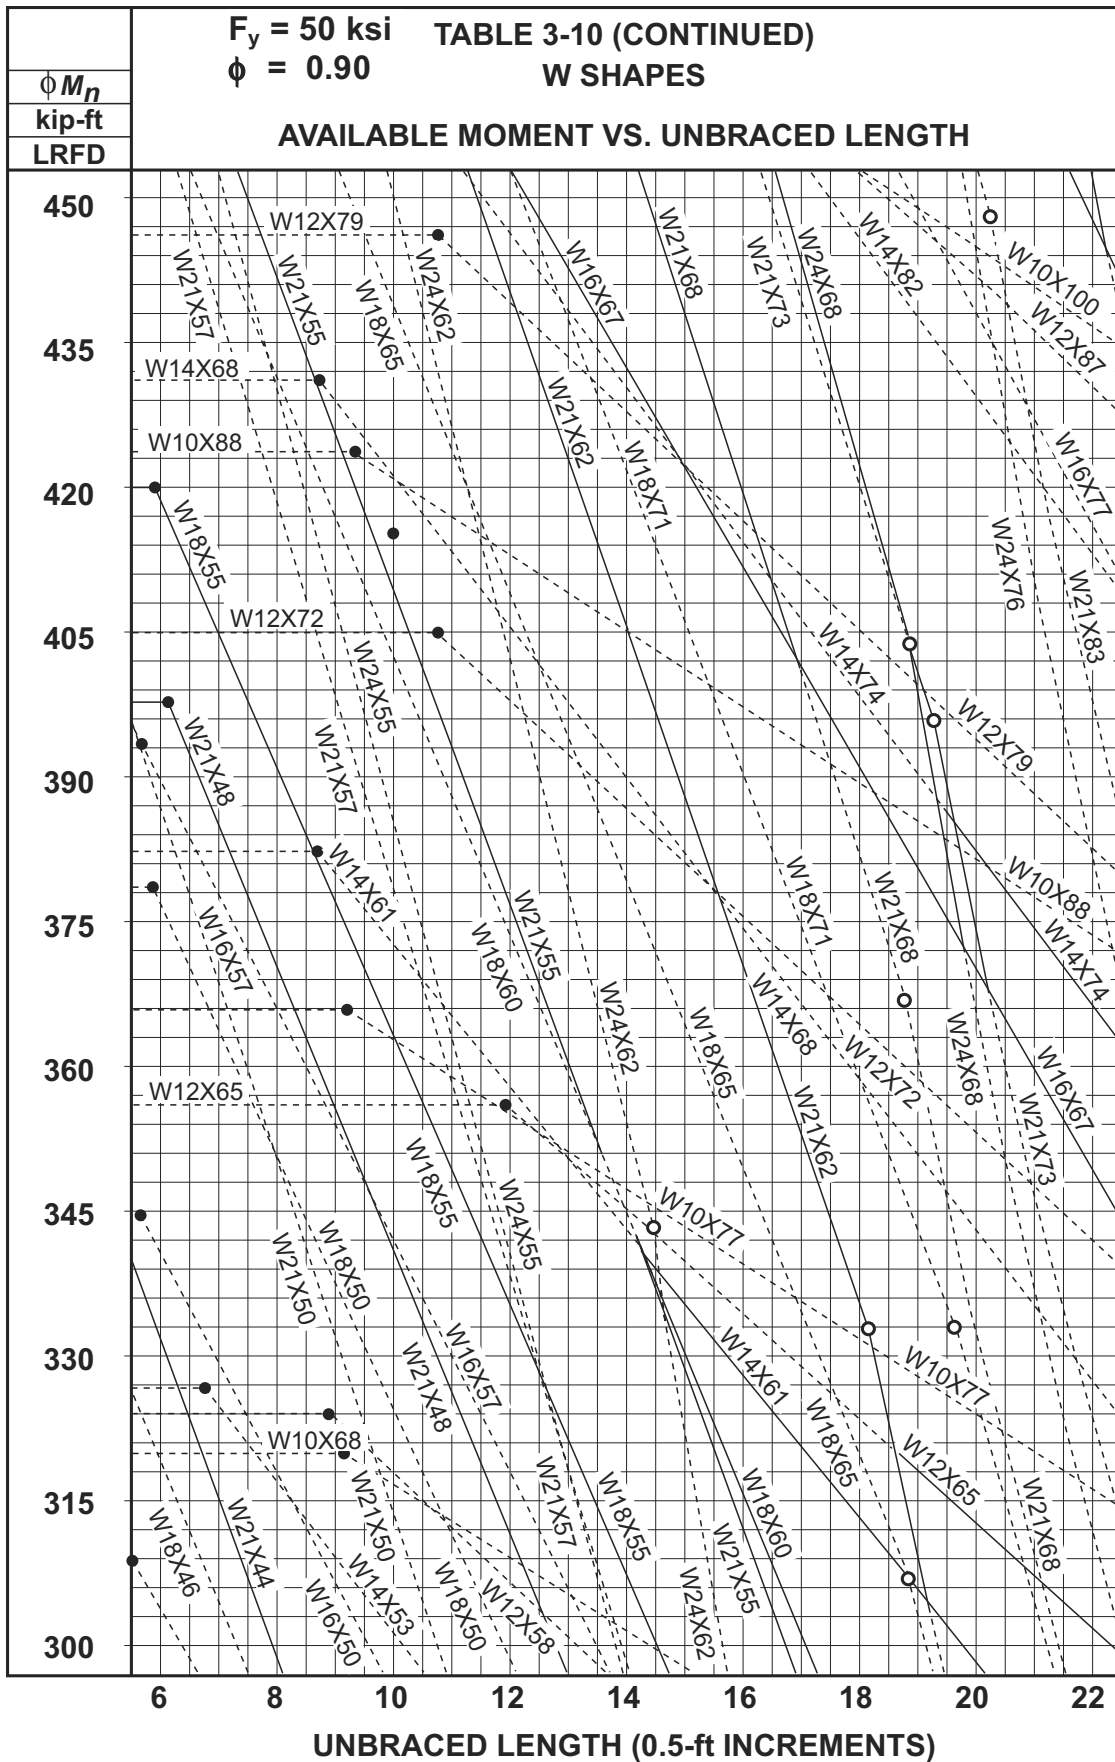 F_y = 50 ksi
TABLE 3-10 (CONTINUED)
ϕ = 0.90
W SHAPES
ϕM_n
kip-ft
AVAILABLE MOMENT VS. UNBRACED LENGTH
LRFD
450
435
420
405
390
375
360
345
330
315
300
W12X79
W21X57
W21X55
W18X65
W24X62
W16X67
W21X68
W21X73
W24X68
W14X82
W10X100
W12X87
W14X68
W10X88
W21X62
W18X71
W16X77
W18X55
W24X76
W21X83
W12X72
W24X55
W14X74
W12X79
W21X48
W21X57
W14X61
W18X71
W21X68
W10X88
W16X57
W18X60
W21X55
W14X74
W24X62
W14X68
W18X65
W12X72
W24X68
W16X67
W12X65
W21X62
W21X73
W18X55
W24X55
W10X77
W21X50
W18X50
W21X48
W16X57
W14X61
W10X77
W10X68
W18X65
W12X65
W21X50
W21X57
W18X55
W18X60
W21X68
W18X46
W21X44
W16X50
W14X53
W18X50
W12X58
W24X62
W21X55
6 8 10 12 14 16 18 20 22
UNBRACED LENGTH (0.5-ft INCREMENTS)